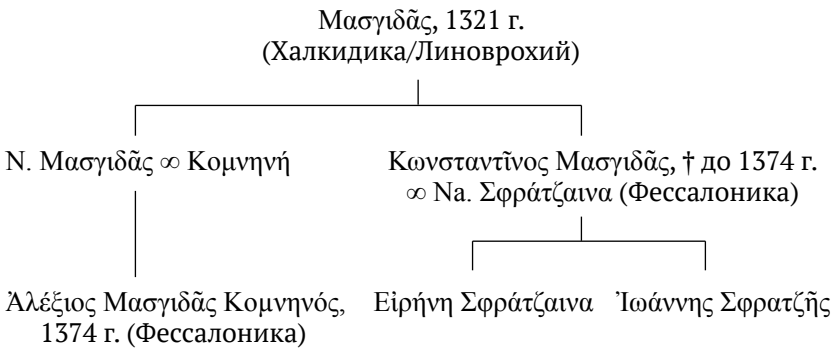 Μασγιδᾶς, 1321 г.
(Халкидика/Линоврохий)
Ν. Μασγιδᾶς ∞ Κομνηνή
Κωνσταντῖνος Μασγιδᾶς, † до 1374 г.
∞ Na. Σφράτζαινα (Фессалоника)
Ἀλέξιος Μασγιδᾶς Κομνηνός,
1374 г. (Фессалоника)
Εἰρήνη Σφράτζαινα
Ἰωάννης Σφρατζῆς